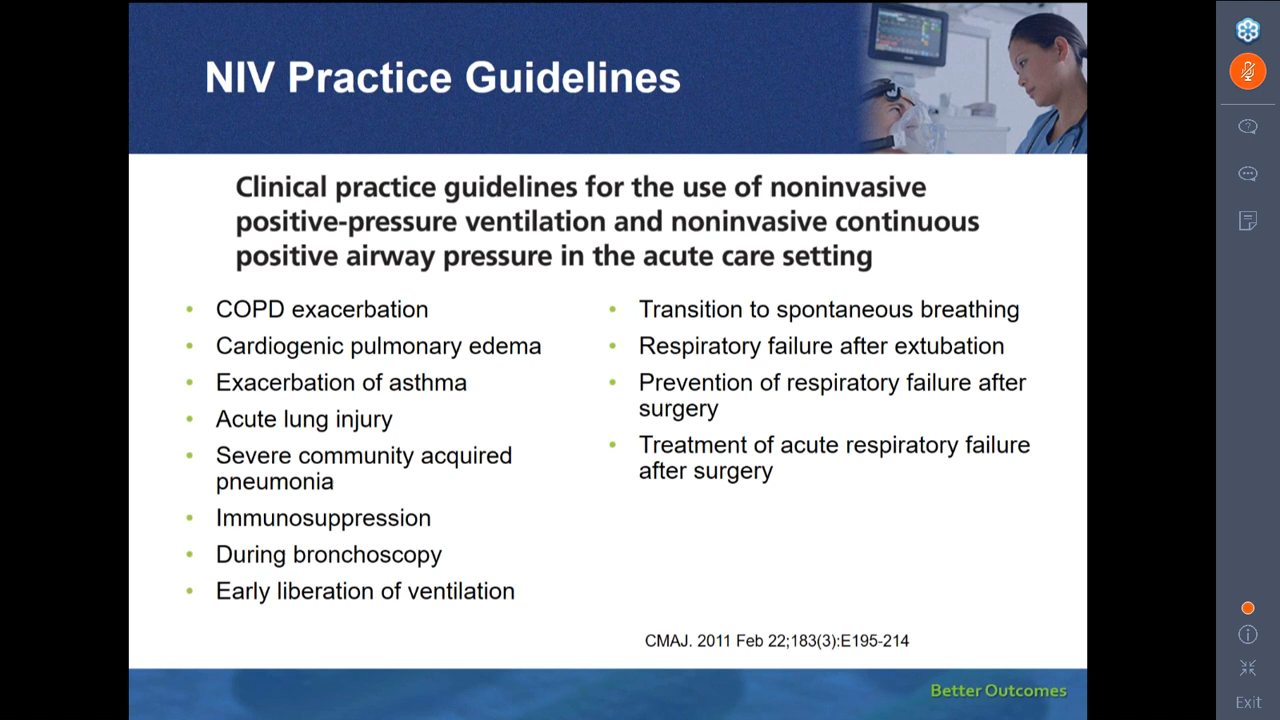 NIV Practice Guidelines
Clinical practice guidelines for the use of noninvasive
positive-pressure ventilation and noninvasive continuous
positive airway pressure in the acute care setting
• COPD exacerbation
• Cardiogenic pulmonary edema
• Exacerbation of asthma
• Acute lung injury
• Severe community acquired
pneumonia
• Immunosuppression
• During bronchoscopy
• Early liberation of ventilation
• Transition to spontaneous breathing
• Respiratory failure after extubation
• Prevention of respiratory failure after
surgery
• Treatment of acute respiratory failure
after surgery
CMAJ. 2011 Feb 22;183(3):E195-214
Better Outcomes
Exit